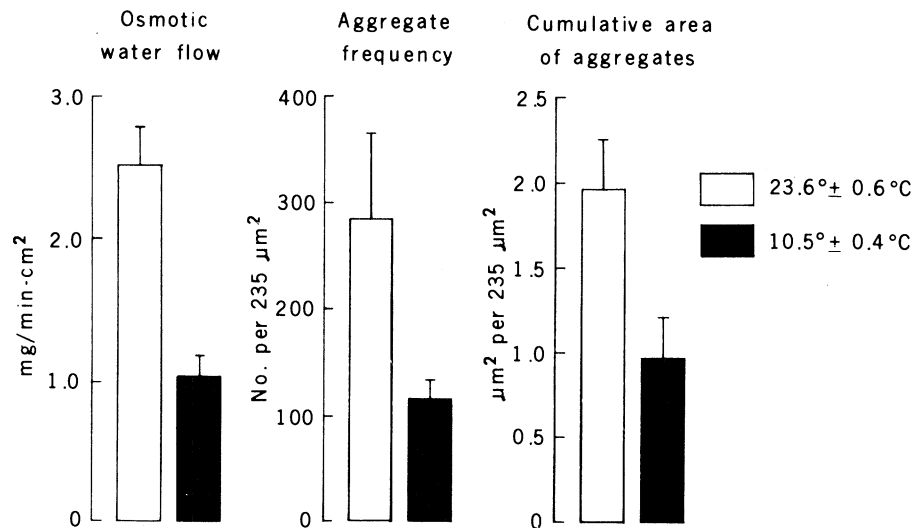 Osmotic
water flow
mg/min-cm²
3.0
2.0
1.0
0
Aggregate
frequency
No. per 235 µm²
400
300
200
100
0
Cumulative area
of aggregates
µm² per 235 µm²
2.5
2.0
1.5
1.0
0.5
0
23.6°± 0.6°C
10.5°± 0.4°C